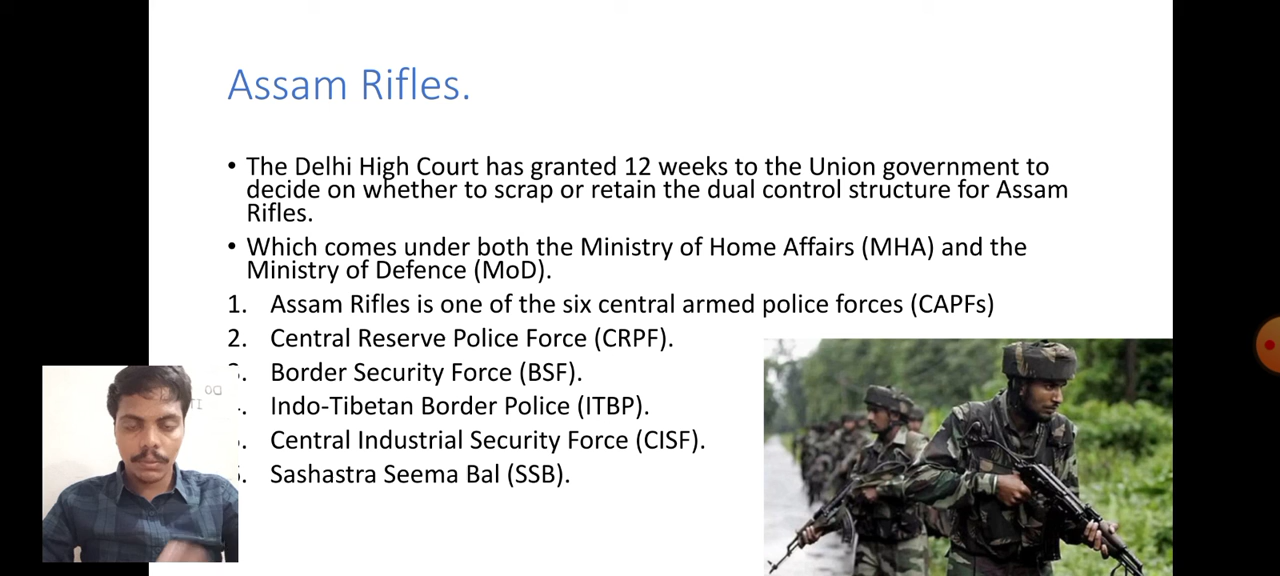 Assam Rifles.
• The Delhi High Court has granted 12 weeks to the Union government to
decide on whether to scrap or retain the dual control structure for Assam
Rifles.
• Which comes under both the Ministry of Home Affairs (MHA) and the
Ministry of Defence (MoD).
1. Assam Rifles is one of the six central armed police forces (CAPFs)
2. Central Reserve Police Force (CRPF).
Border Security Force (BSF).
Indo-Tibetan Border Police (ITBP).
Central Industrial Security Force (CISF).
Sashastra Seema Bal (SSB).